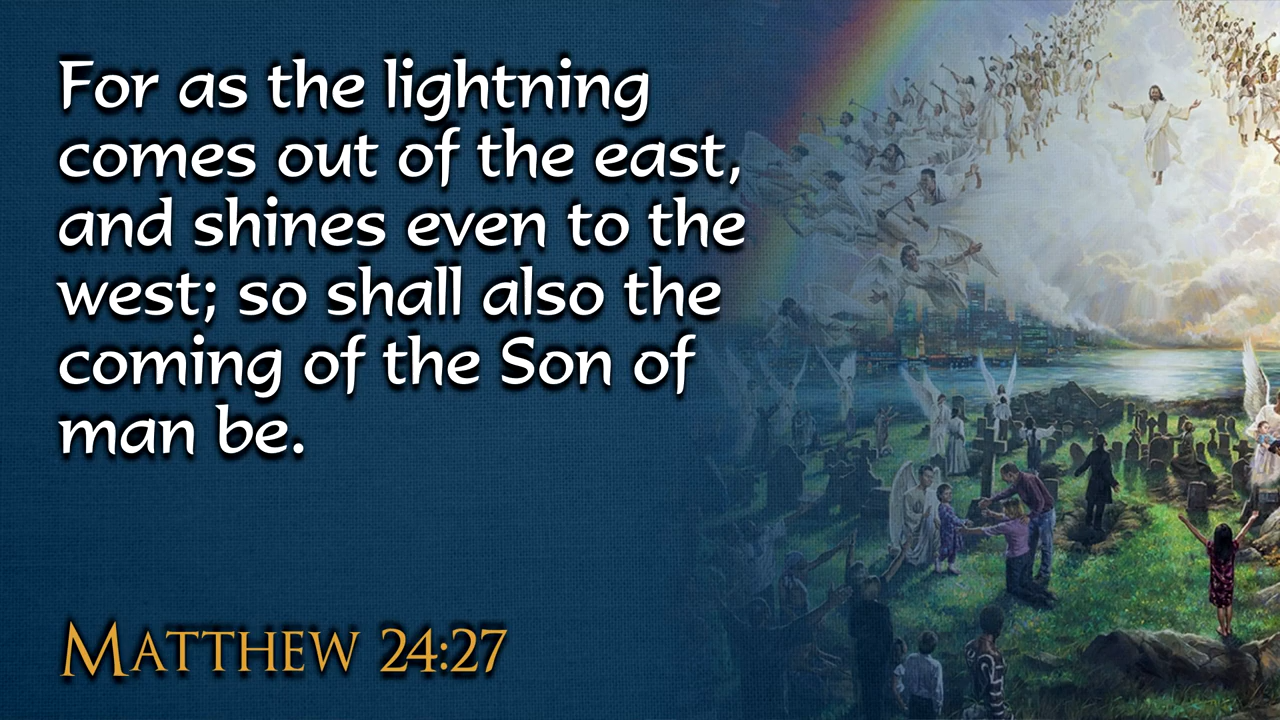 For as the lightning
comes out of the east,
and shines even to the
west; so shall also the
coming of the Son of
man be.
Matthew 24:27